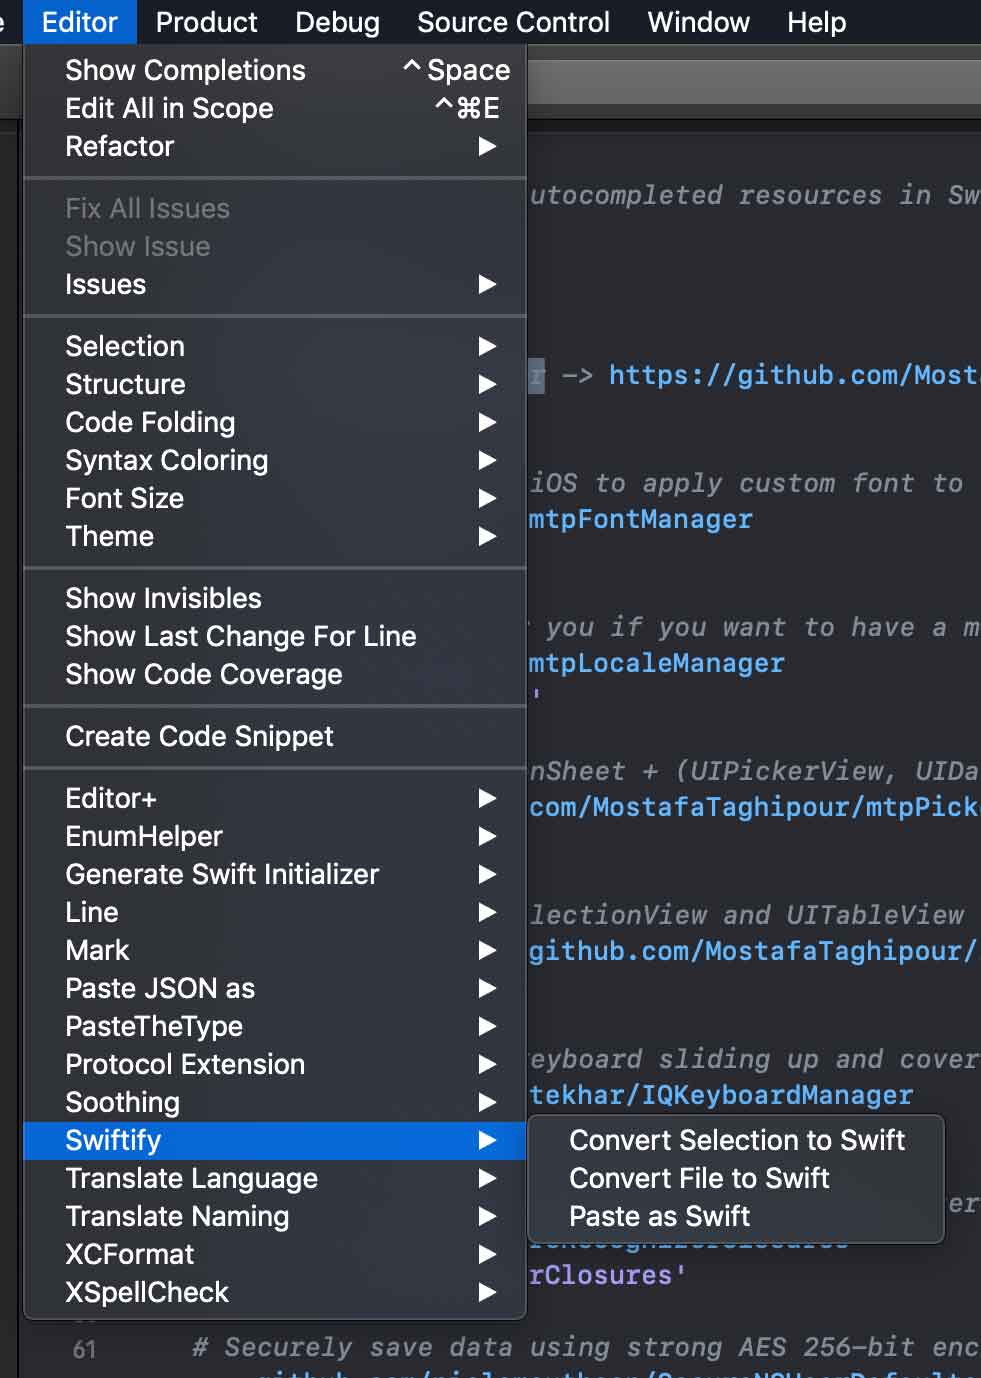 Editor Product Debug Source Control Window Help
Show Completions ^ Space
Edit All in Scope ^⌘E
Refactor
Fix All Issues
Show Issue
Issues
Selection
Structure
Code Folding
Syntax Coloring
Font Size
Theme
Show Invisibles
Show Last Change For Line
Show Code Coverage
Create Code Snippet
Editor+
EnumHelper
Generate Swift Initializer
Line
Mark
Paste JSON as
PasteTheType
Protocol Extension
Soothing
Swiftify
Translate Language
Translate Naming
XCFormat
XSpellCheck
Convert Selection to Swift
Convert File to Swift
Paste as Swift
utocompleted resources in Sw
r -> https://github.com/Most
iOS to apply custom font to
mtpFontManager
you if you want to have a m
mtpLocaleManager
'
nSheet + (UIPickerView, UIDa
com/MostafaTaghipour/mtpPick
lectionView and UITableView
github.com/MostafaTaghipour/
eyboard sliding up and cover
tekhar/IQKeyboardManager
er
rClosures'
61 # Securely save data using strong AES 256-bit enc